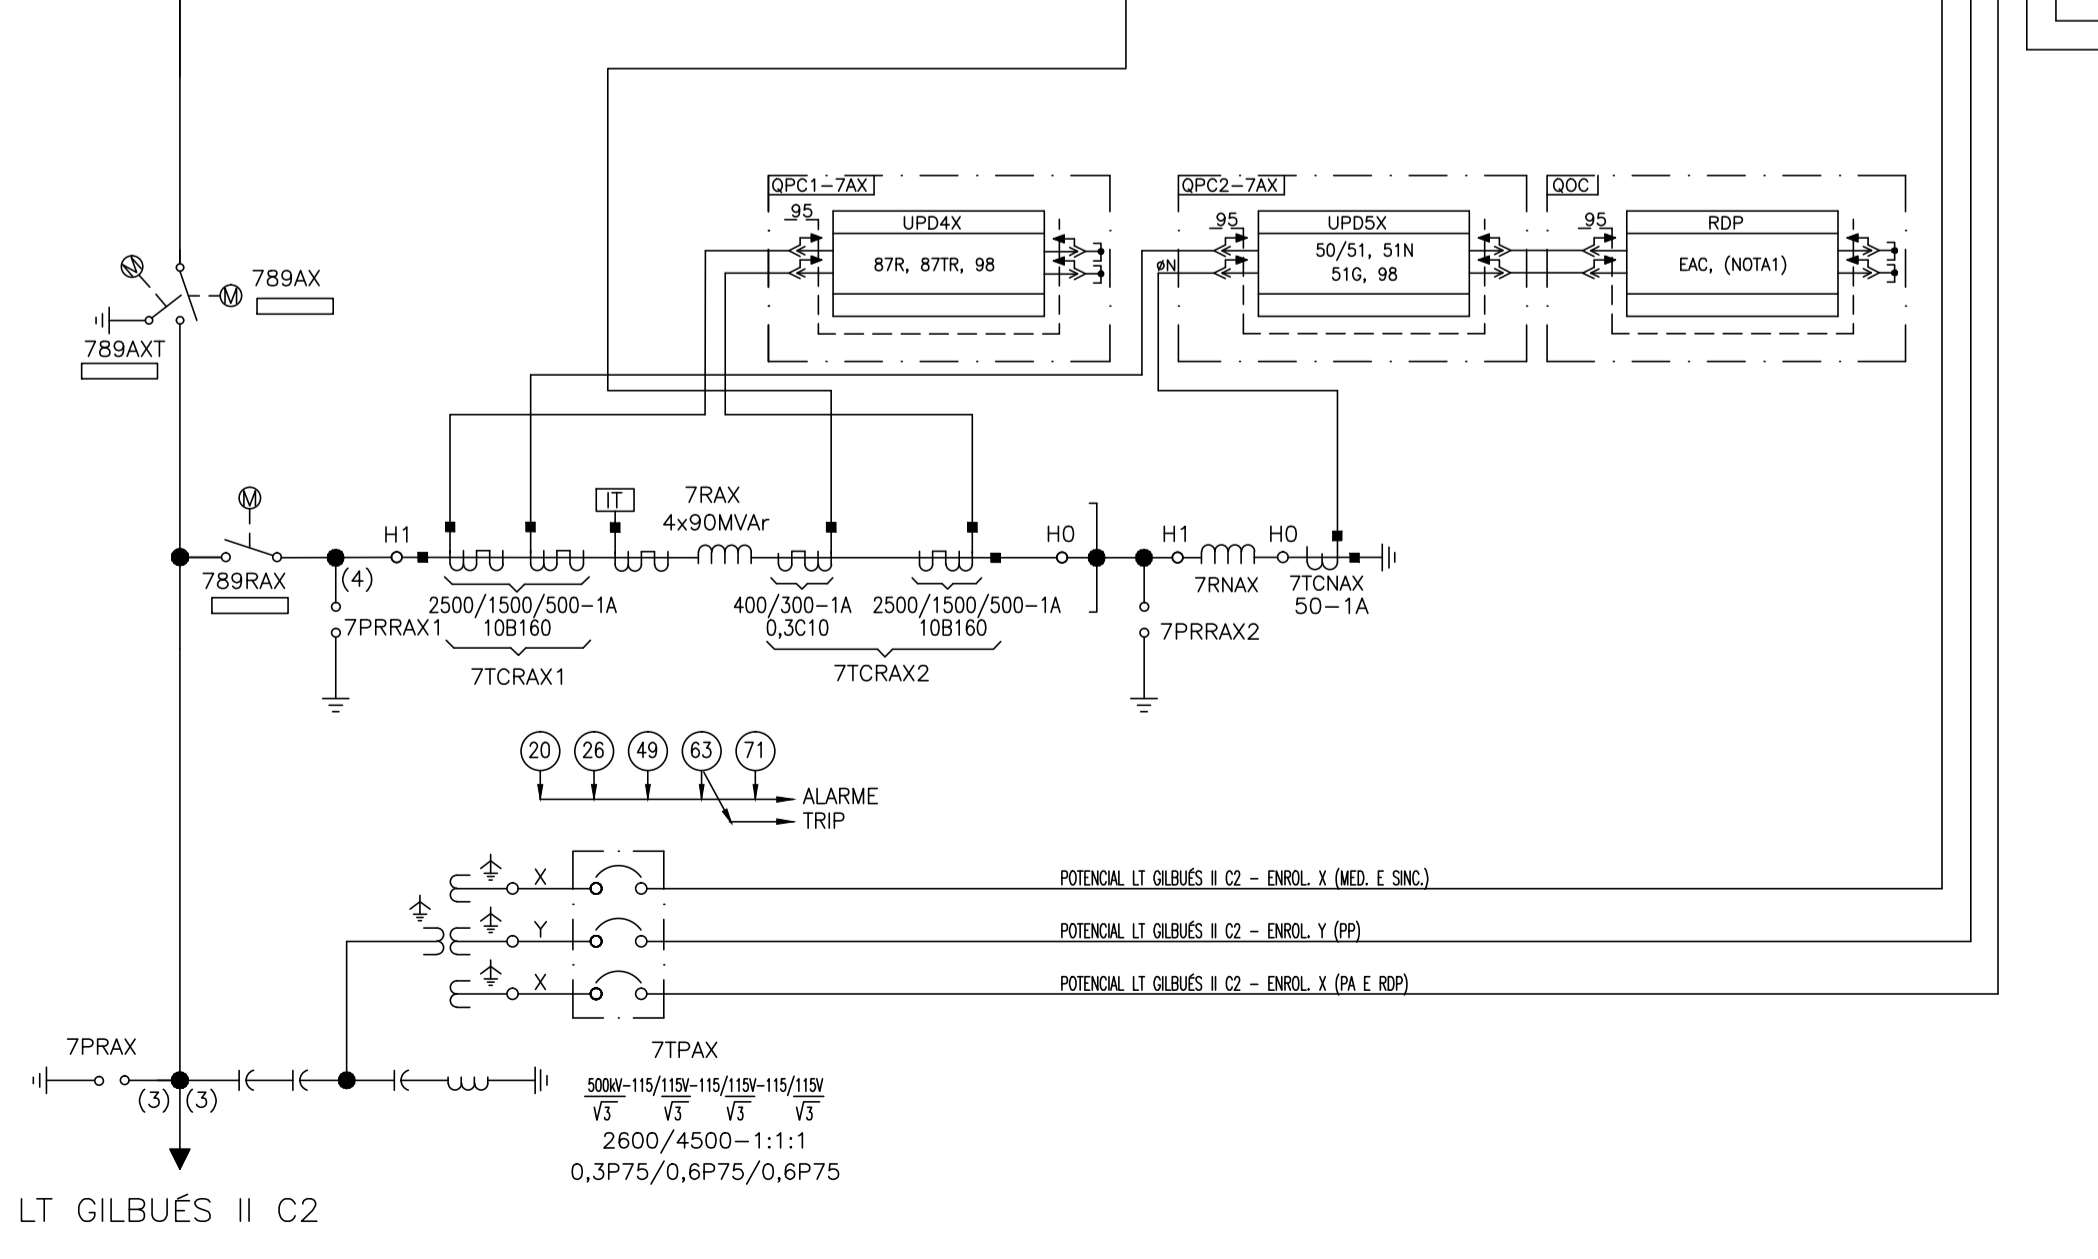 QPC1-7AX
QPC2-7AX
QOC
95
UPD4X
87R, 87TR, 98
95
UPD5X
50/51, 51N
51G, 98
øN
95
RDP
EAC, (NOTA1)
M
M
789AX
789AXT
M
789RAX
(4)
H1
7PRRAX1
IT
7RAX
4x90MVAr
2500/1500/500-1A
10B160
7TCRAX1
400/300-1A
0,3C10
2500/1500/500-1A
10B160
7TCRAX2
H0
H1
H0
7RNAX
7TCNAX
50-1A
7PRRAX2
20
26
49
63
71
ALARME
TRIP
X
POTENCIAL LT GILBUÉS II C2 - ENROL. X (MED. E SINC.)
Y
POTENCIAL LT GILBUÉS II C2 - ENROL. Y (PP)
X
POTENCIAL LT GILBUÉS II C2 - ENROL. X (PA E RDP)
7PRAX
(3)
(3)
7TPAX
500kV-115/115V-115/115V-115/115V
√3 √3 √3 √3
2600/4500-1:1:1
0,3P75/0,6P75/0,6P75
LT GILBUÉS II C2